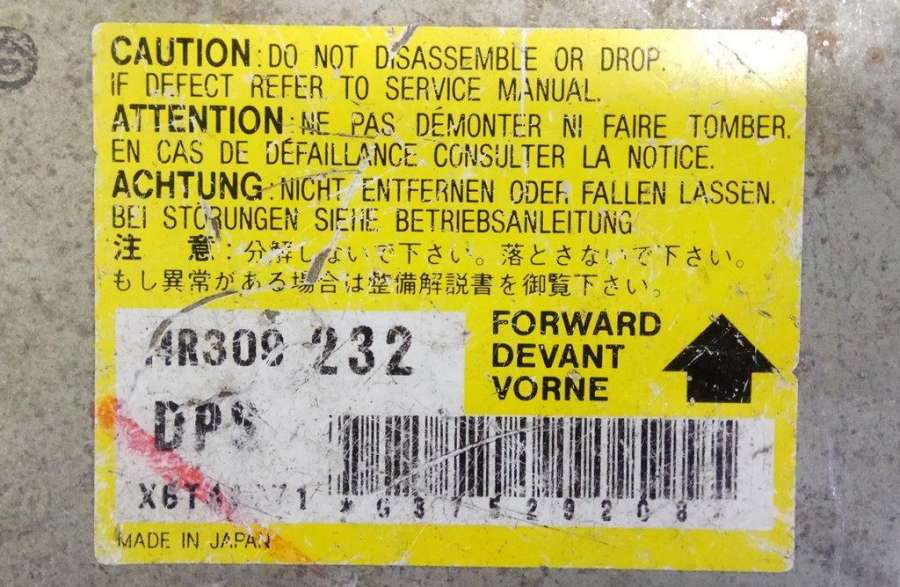 CAUTION : DO NOT DISASSEMBLE OR DROP.
IF DEFECT REFER TO SERVICE MANUAL.
ATTENTION : NE PAS DÉMONTER NI FAIRE TOMBER.
EN CAS DE DÉFAILLANCE CONSULTER LA NOTICE.
ACHTUNG : NICHT ENTFERNEN ODER FALLEN LASSEN.
BEI STÖRUNGEN SIEHE BETRIEBSANLEITUNG
注 意 : 分解しないで下さい。落とさないで下さい。
もし異常がある場合は整備解説書を御覧下さい。
FORWARD
DEVANT
VORNE
MR309 232
DPS
*G37529208*
MADE IN JAPAN